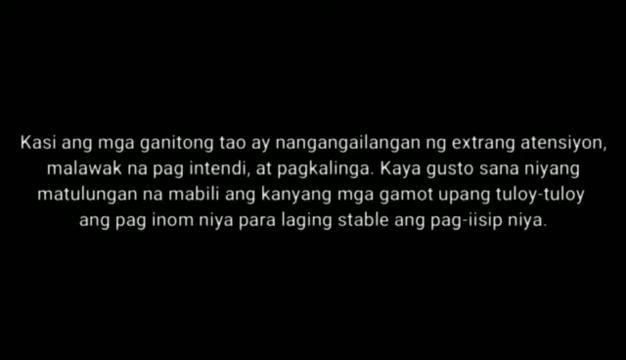 Kasi ang mga ganitong tao ay nangangailangan ng extrang atensiyon,
malawak na pag intendi, at pagkalinga. Kaya gusto sana niyang
matulungan na mabili ang kanyang mga gamot upang tuloy-tuloy
ang pag inom niya para laging stable ang pag-iisip niya.